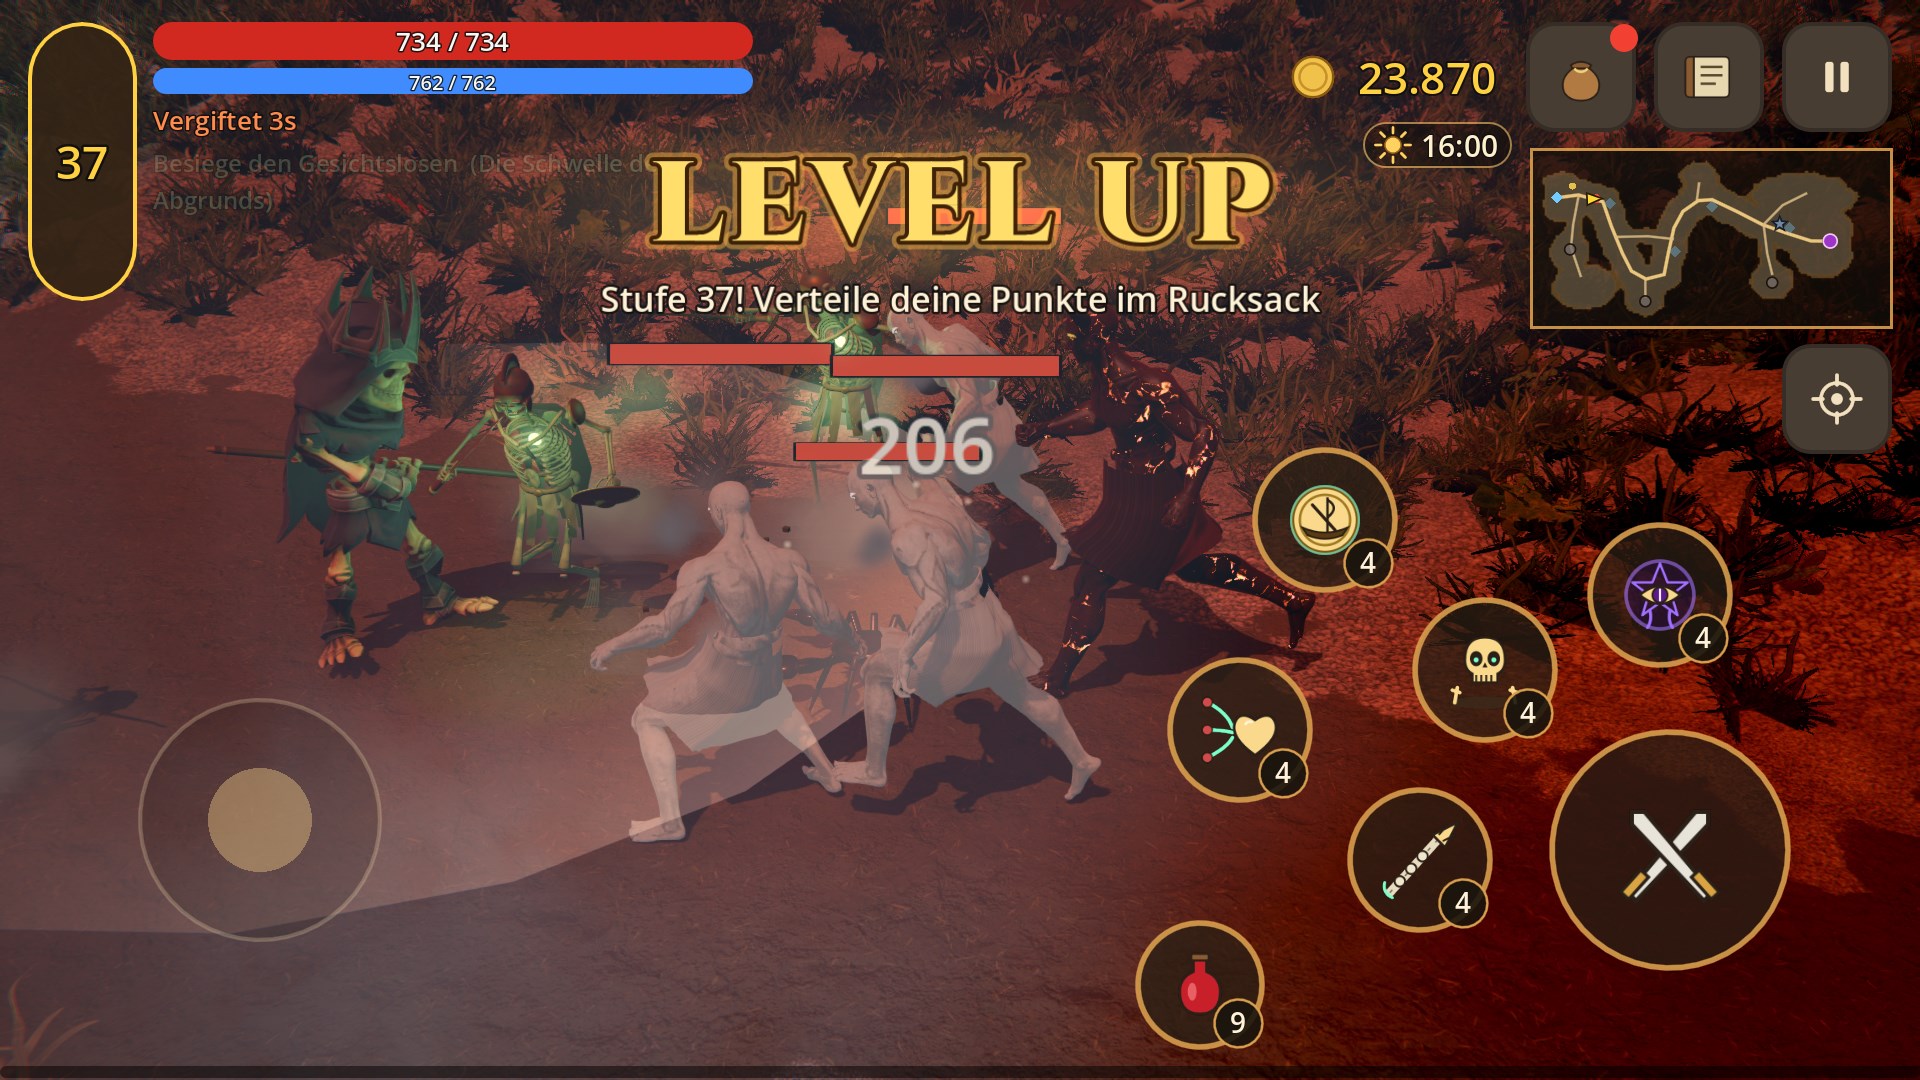 734 / 734
762 / 762
37
Vergiftet 3s
Besiege den Gesichtslosen (Die Schwelle d
Abgrunds)
23.870
16:00
LEVEL UP
Stufe 37! Verteile deine Punkte im Rucksack
206
4
4
4
4
4
9